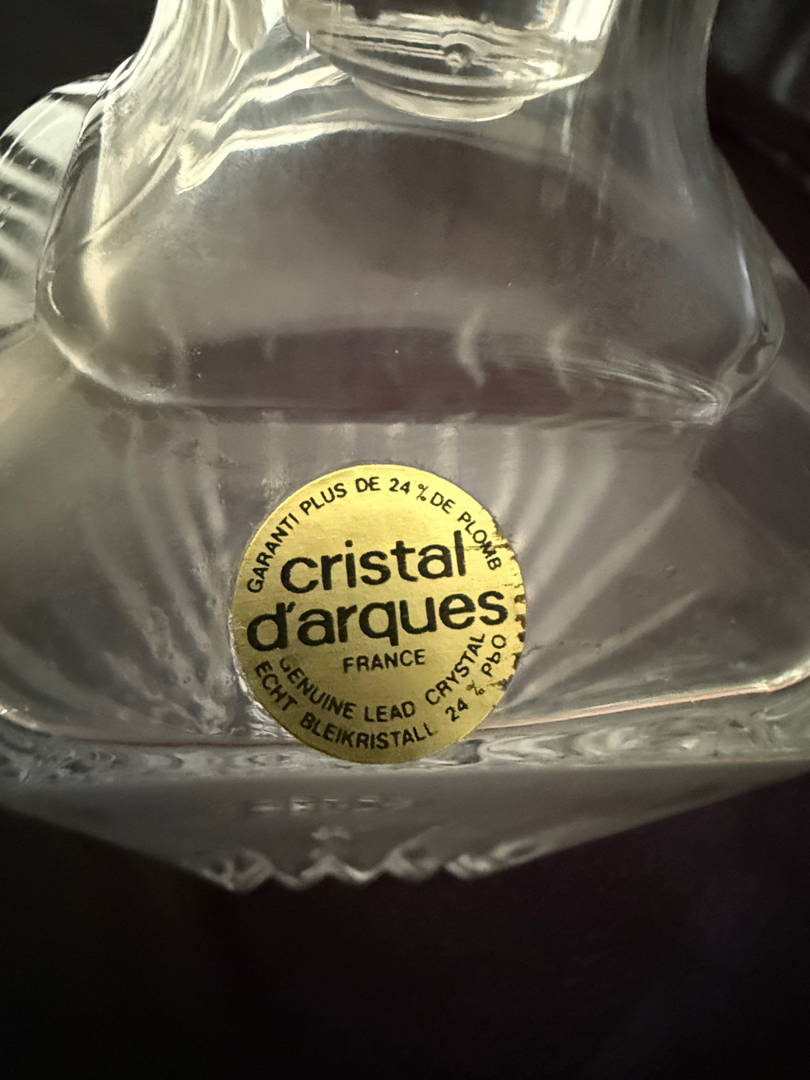 GARANTI PLUS DE 24 % DE PLOMB
cristal
d'arques
FRANCE
GENUINE LEAD CRYSTAL
ECHT BLEIKRISTALL 24 % PbO